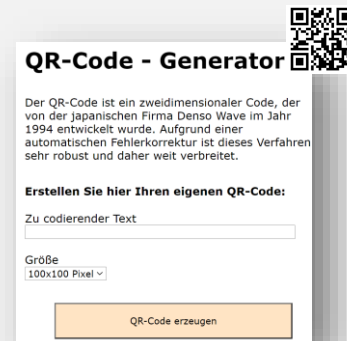 QR-Code - Generator
Der QR-Code ist ein zweidimensionaler Code, der
von der japanischen Firma Denso Wave im Jahr
1994 entwickelt wurde. Aufgrund einer
automatischen Fehlerkorrektur ist dieses Verfahren
sehr robust und daher weit verbreitet.
Erstellen Sie hier Ihren eigenen QR-Code:
Zu codierender Text
Größe
100x100 Pixel
QR-Code erzeugen